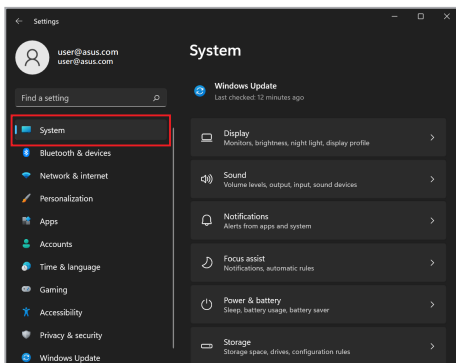 Settings
user@asus.com
user@asus.com
Find a setting
System
Bluetooth & devices
Network & internet
Personalization
Apps
Accounts
Time & language
Gaming
Accessibility
Privacy & security
Windows Update
System
Windows Update
Last checked: 12 minutes ago
Display
Monitors, brightness, night light, display profile
Sound
Volume levels, output, input, sound devices
Notifications
Alerts from apps and system
Focus assist
Notifications, automatic rules
Power & battery
Sleep, battery usage, battery saver
Storage
Storage space, drives, configuration rules